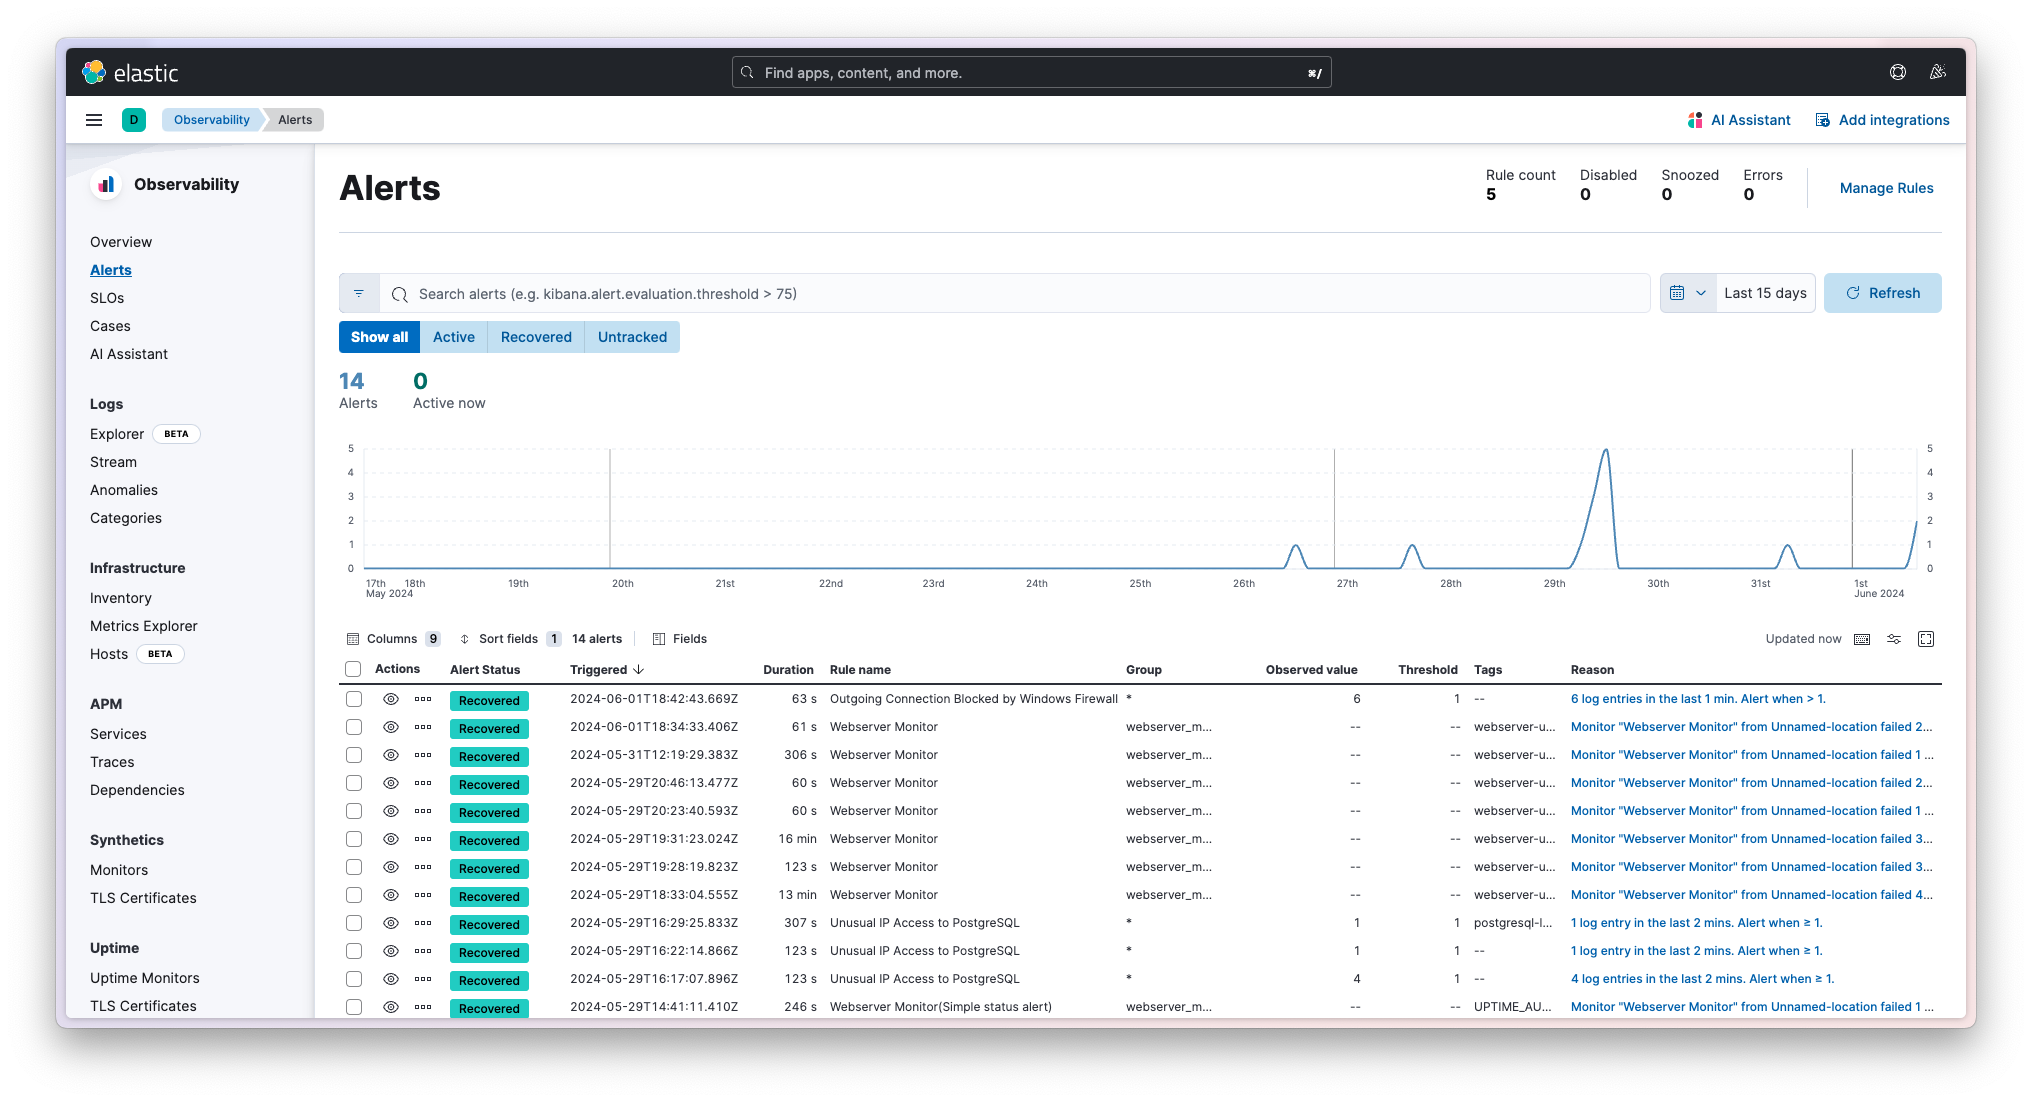 elastic
Find apps, content, and more. ⌘/
D Observability Alerts AI Assistant Add integrations
Observability
Overview
Alerts
SLOs
Cases
AI Assistant
Logs
Explorer BETA
Stream
Anomalies
Categories
Infrastructure
Inventory
Metrics Explorer
Hosts BETA
APM
Services
Traces
Dependencies
Synthetics
Monitors
TLS Certificates
Uptime
Uptime Monitors
TLS Certificates
Alerts
Rule count Disabled Snoozed Errors
5 0 0 0
Manage Rules
Search alerts (e.g. kibana.alert.evaluation.threshold > 75)
Last 15 days Refresh
Show all Active Recovered Untracked
14 0
Alerts Active now
5 5
4 4
3 3
2 2
1 1
0 0
17th 18th 19th 20th 21st 22nd 23rd 24th 25th 26th 27th 28th 29th 30th 31st 1st
May 2024 June 2024
Columns 9 Sort fields 1 14 alerts Fields Updated now
Actions Alert Status Triggered Duration Rule name Group Observed value Threshold Tags Reason
Recovered 2024-06-01T18:42:43.669Z 63 s Outgoing Connection Blocked by Windows Firewall * 6 1 -- 6 log entries in the last 1 min. Alert when > 1.
Recovered 2024-06-01T18:34:33.406Z 61 s Webserver Monitor webserver_m... -- -- webserver-u... Monitor "Webserver Monitor" from Unnamed-location failed 2...
Recovered 2024-05-31T12:19:29.383Z 306 s Webserver Monitor webserver_m... -- -- webserver-u... Monitor "Webserver Monitor" from Unnamed-location failed 1 ...
Recovered 2024-05-29T20:46:13.477Z 60 s Webserver Monitor webserver_m... -- -- webserver-u... Monitor "Webserver Monitor" from Unnamed-location failed 2...
Recovered 2024-05-29T20:23:40.593Z 60 s Webserver Monitor webserver_m... -- -- webserver-u... Monitor "Webserver Monitor" from Unnamed-location failed 1 ...
Recovered 2024-05-29T19:31:23.024Z 16 min Webserver Monitor webserver_m... -- -- webserver-u... Monitor "Webserver Monitor" from Unnamed-location failed 3...
Recovered 2024-05-29T19:28:19.823Z 123 s Webserver Monitor webserver_m... -- -- webserver-u... Monitor "Webserver Monitor" from Unnamed-location failed 3...
Recovered 2024-05-29T18:33:04.555Z 13 min Webserver Monitor webserver_m... -- -- webserver-u... Monitor "Webserver Monitor" from Unnamed-location failed 4...
Recovered 2024-05-29T16:29:25.833Z 307 s Unusual IP Access to PostgreSQL * 1 1 postgresql-l... 1 log entry in the last 2 mins. Alert when ≥ 1.
Recovered 2024-05-29T16:22:14.866Z 123 s Unusual IP Access to PostgreSQL * 1 1 -- 1 log entry in the last 2 mins. Alert when ≥ 1.
Recovered 2024-05-29T16:17:07.896Z 123 s Unusual IP Access to PostgreSQL * 4 1 -- 4 log entries in the last 2 mins. Alert when ≥ 1.
Recovered 2024-05-29T14:41:11.410Z 246 s Webserver Monitor(Simple status alert) webserver_m... -- -- UPTIME_AU... Monitor "Webserver Monitor" from Unnamed-location failed 1 ...